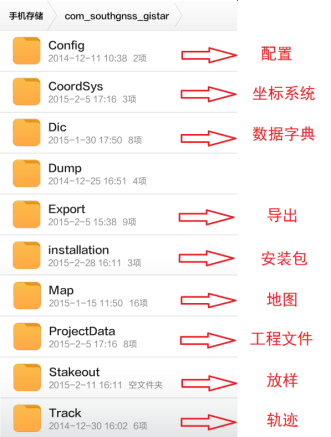 手机存储 com_southgnss_gistar
Config
2014-12-11 10:38 2项
配置
CoordSys
2015-2-5 17:16 3项
坐标系统
Dic
2015-1-30 17:50 8项
数据字典
Dump
2014-12-25 16:51 4项
Export
2015-2-5 15:38 9项
导出
installation
2015-2-28 16:11 3项
安装包
Map
2015-1-15 11:50 16项
地图
ProjectData
2015-2-5 17:16 8项
工程文件
Stakeout
2015-2-11 16:11 空文件夹
放样
Track
2014-12-30 16:02 6项
轨迹